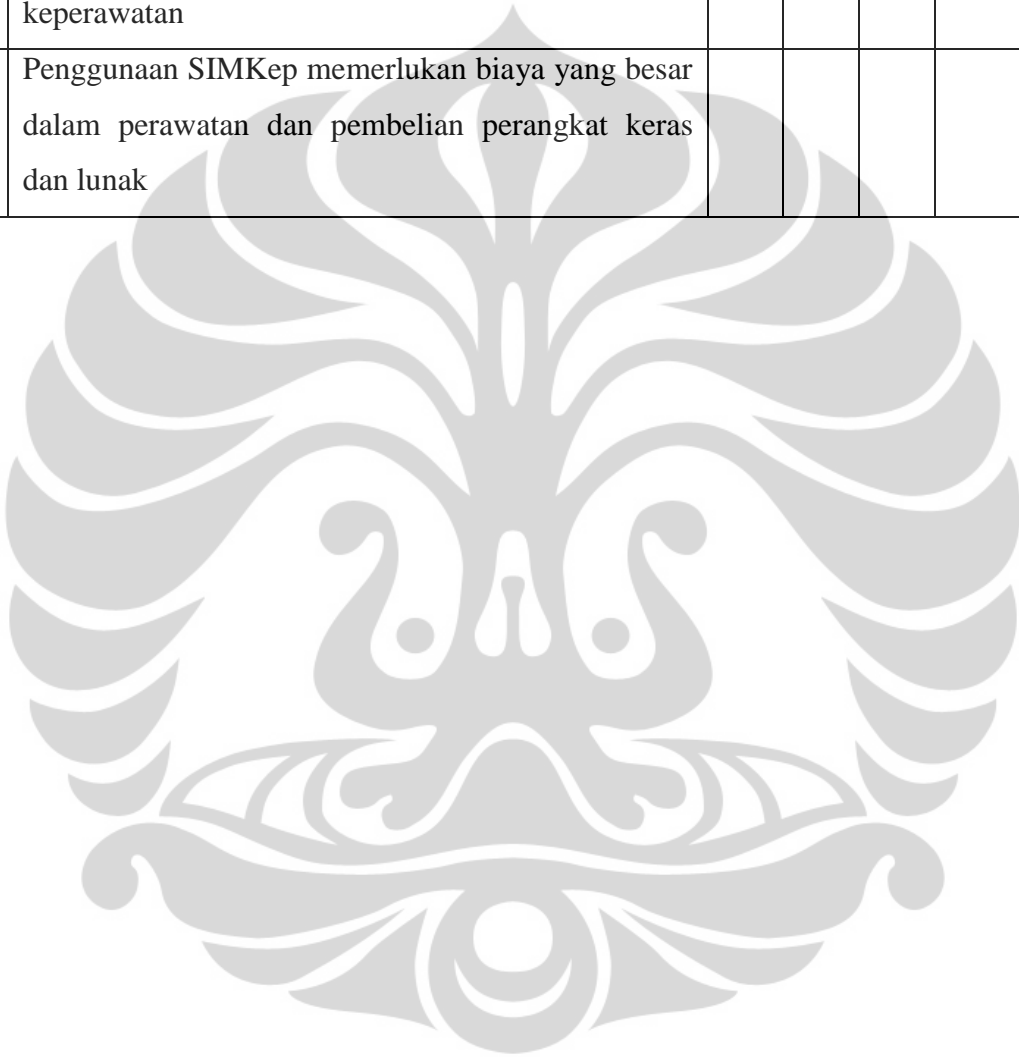 keperawatan
Penggunaan SIMKep memerlukan biaya yang besar
dalam perawatan dan pembelian perangkat keras
dan lunak